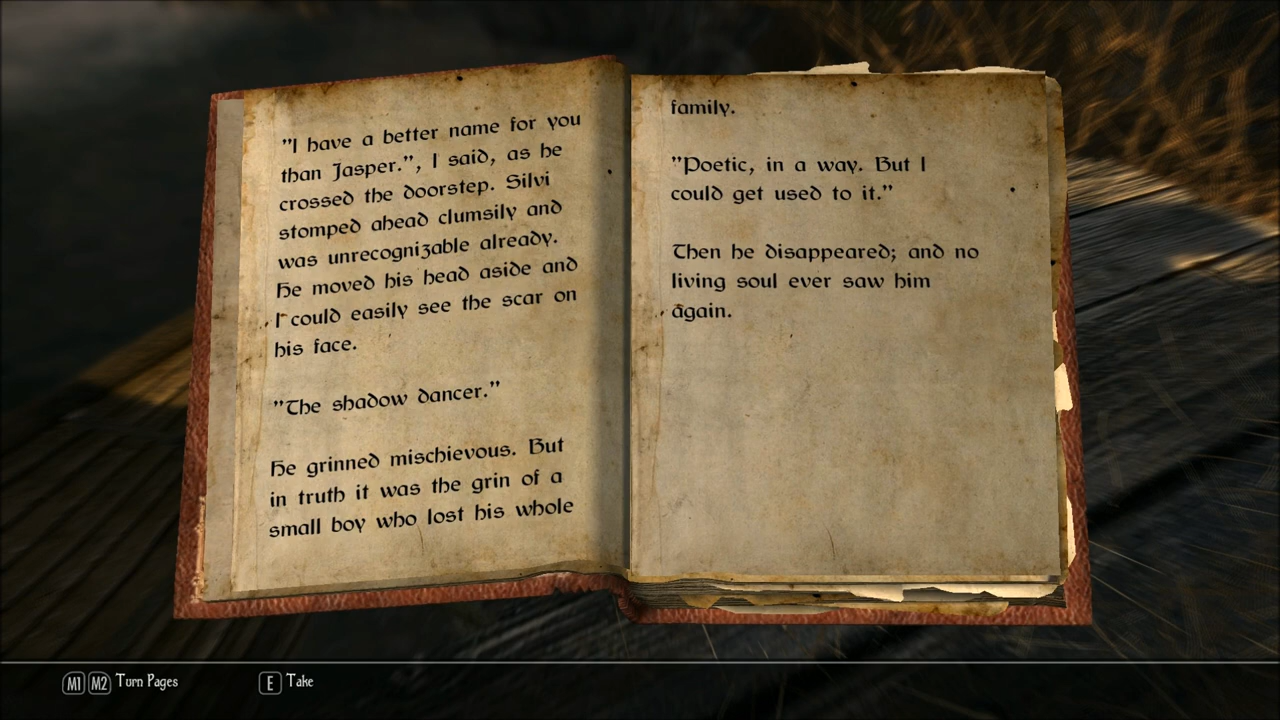 "I have a better name for you
than Jasper.", I said, as he
crossed the doorstep. Silvi
stomped ahead clumsily and
was unrecognizable already.
He moved his head aside and
I could easily see the scar on
his face.
"The shadow dancer."
He grinned mischievous. But
in truth it was the grin of a
small boy who lost his whole
family.
"Poetic, in a way. But I
could get used to it."
Then he disappeared; and no
living soul ever saw him
again.
M1 M2 Turn Pages
E Take